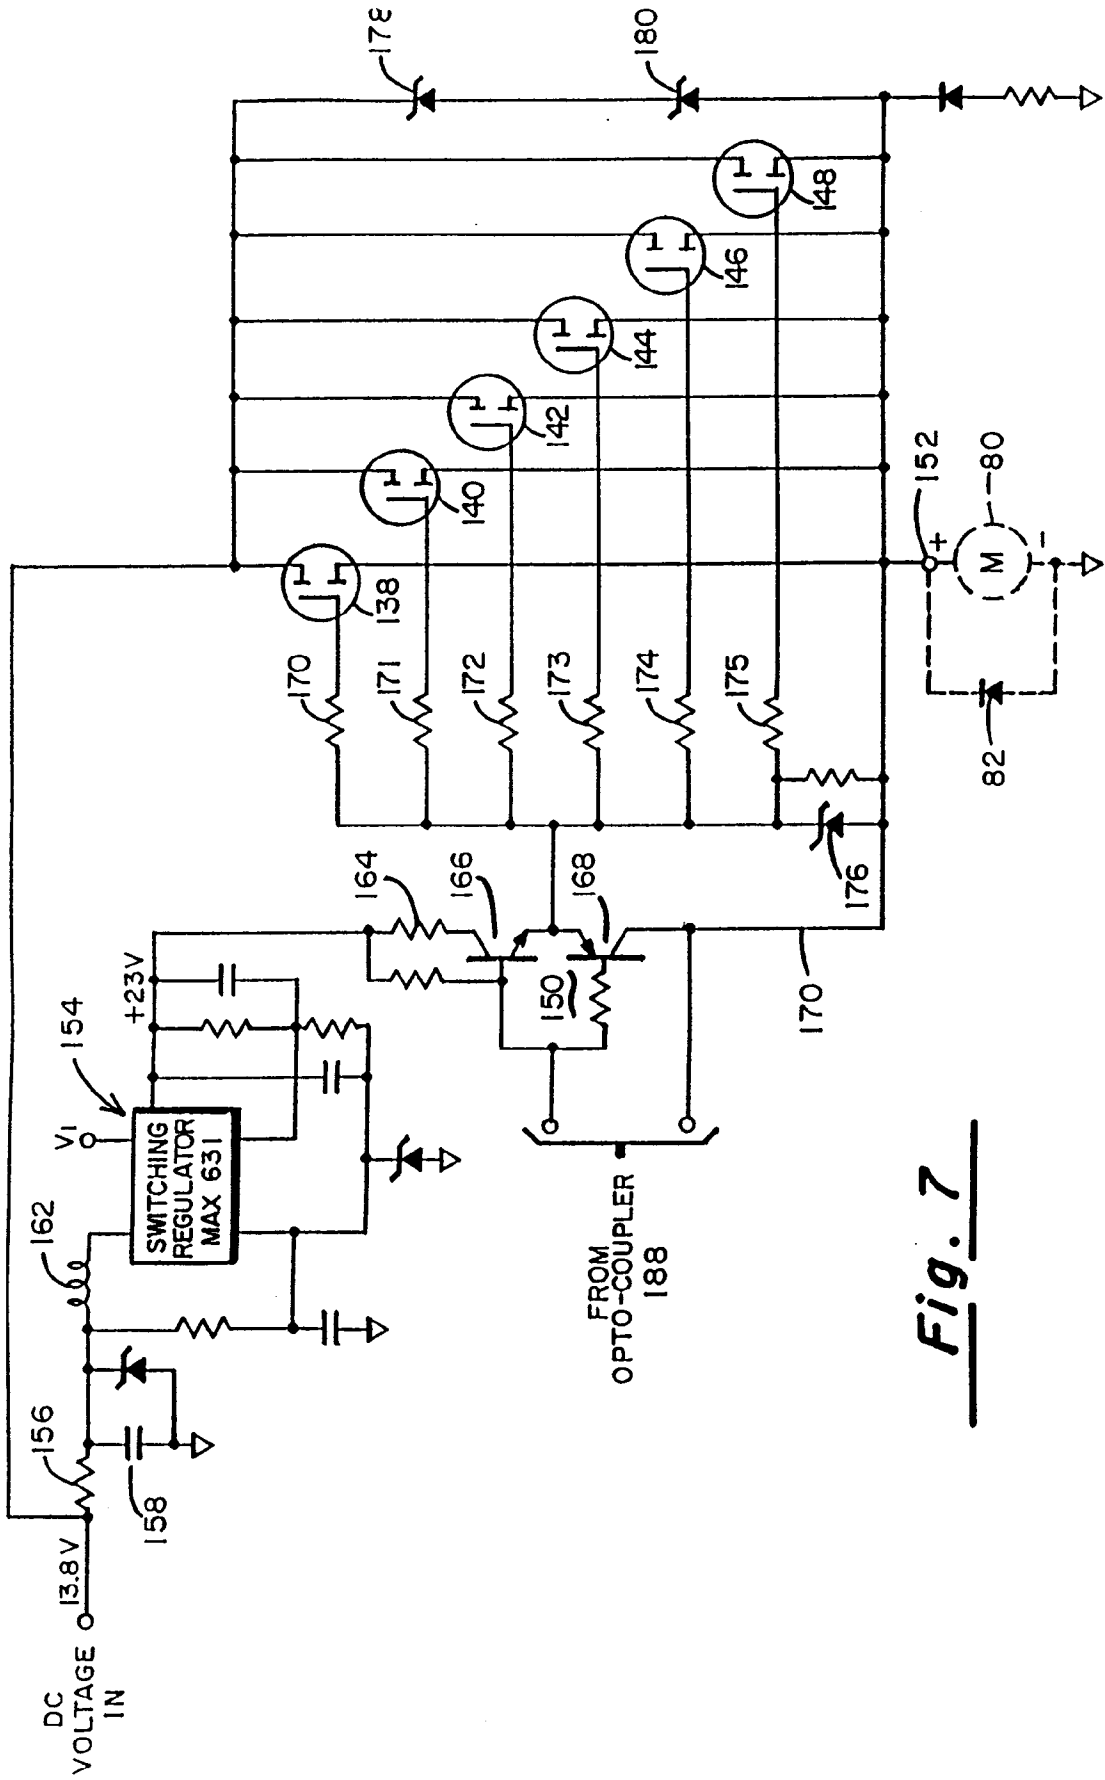 DC
VOLTAGE
IN
13.8V
156
158
162
V1
154
SWITCHING
REGULATOR
MAX 631
+23V
FROM
OPTO-COUPLER
188
164
166
150
168
170
176
170
171
172
173
174
175
138
140
142
144
146
148
178
180
152
+
M
-
80
82
Fig. 7